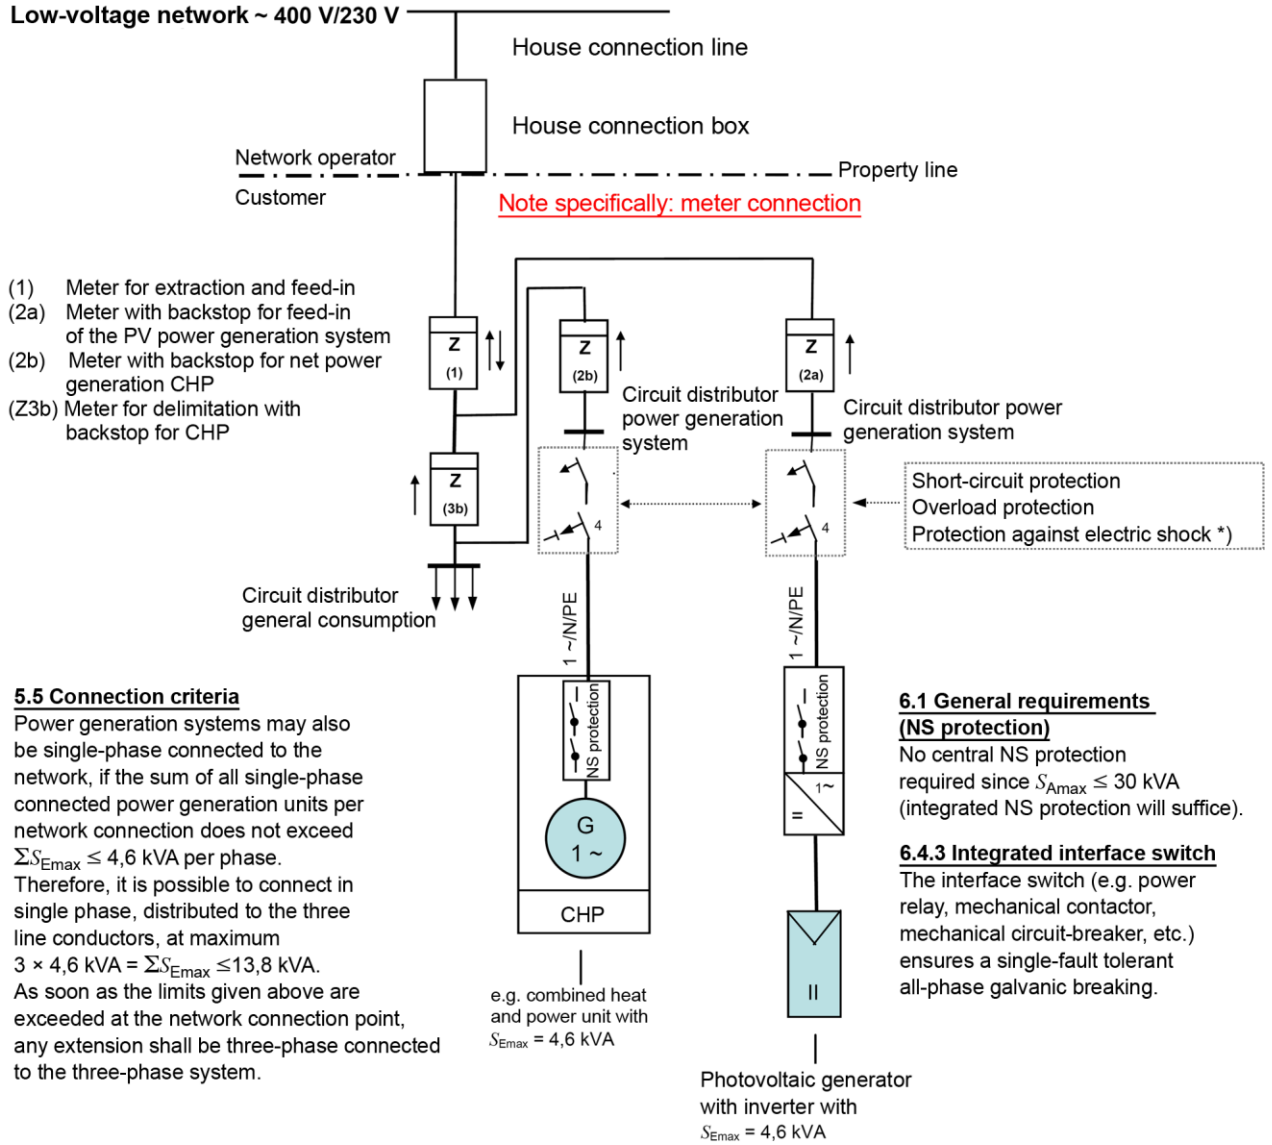 Low-voltage network ~ 400 V/230 V
House connection line
House connection box
Network operator
Property line
Customer
Note specifically: meter connection
(1) Meter for extraction and feed-in
(2a) Meter with backstop for feed-in
of the PV power generation system
(2b) Meter with backstop for net power
generation CHP
(Z3b) Meter for delimitation with
backstop for CHP
Z
(1)
Z
(2b)
Z
(2a)
Circuit distributor
power generation
system
Circuit distributor power
generation system
Z
(3b)
4
4
Short-circuit protection
Overload protection
Protection against electric shock *)
Circuit distributor
general consumption
1 ~/N/PE
1 ~/N/PE
NS protection
NS protection
G
1 ~
CHP
1~
=
II
5.5 Connection criteria
Power generation systems may also
be single-phase connected to the
network, if the sum of all single-phase
connected power generation units per
network connection does not exceed
ΣSEmax ≤ 4,6 kVA per phase.
Therefore, it is possible to connect in
single phase, distributed to the three
line conductors, at maximum
3 × 4,6 kVA = ΣSEmax ≤13,8 kVA.
As soon as the limits given above are
exceeded at the network connection point,
any extension shall be three-phase connected
to the three-phase system.
e.g. combined heat
and power unit with
SEmax = 4,6 kVA
Photovoltaic generator
with inverter with
SEmax = 4,6 kVA
6.1 General requirements
(NS protection)
No central NS protection
required since SAmax ≤ 30 kVA
(integrated NS protection will suffice).
6.4.3 Integrated interface switch
The interface switch (e.g. power
relay, mechanical contactor,
mechanical circuit-breaker, etc.)
ensures a single-fault tolerant
all-phase galvanic breaking.